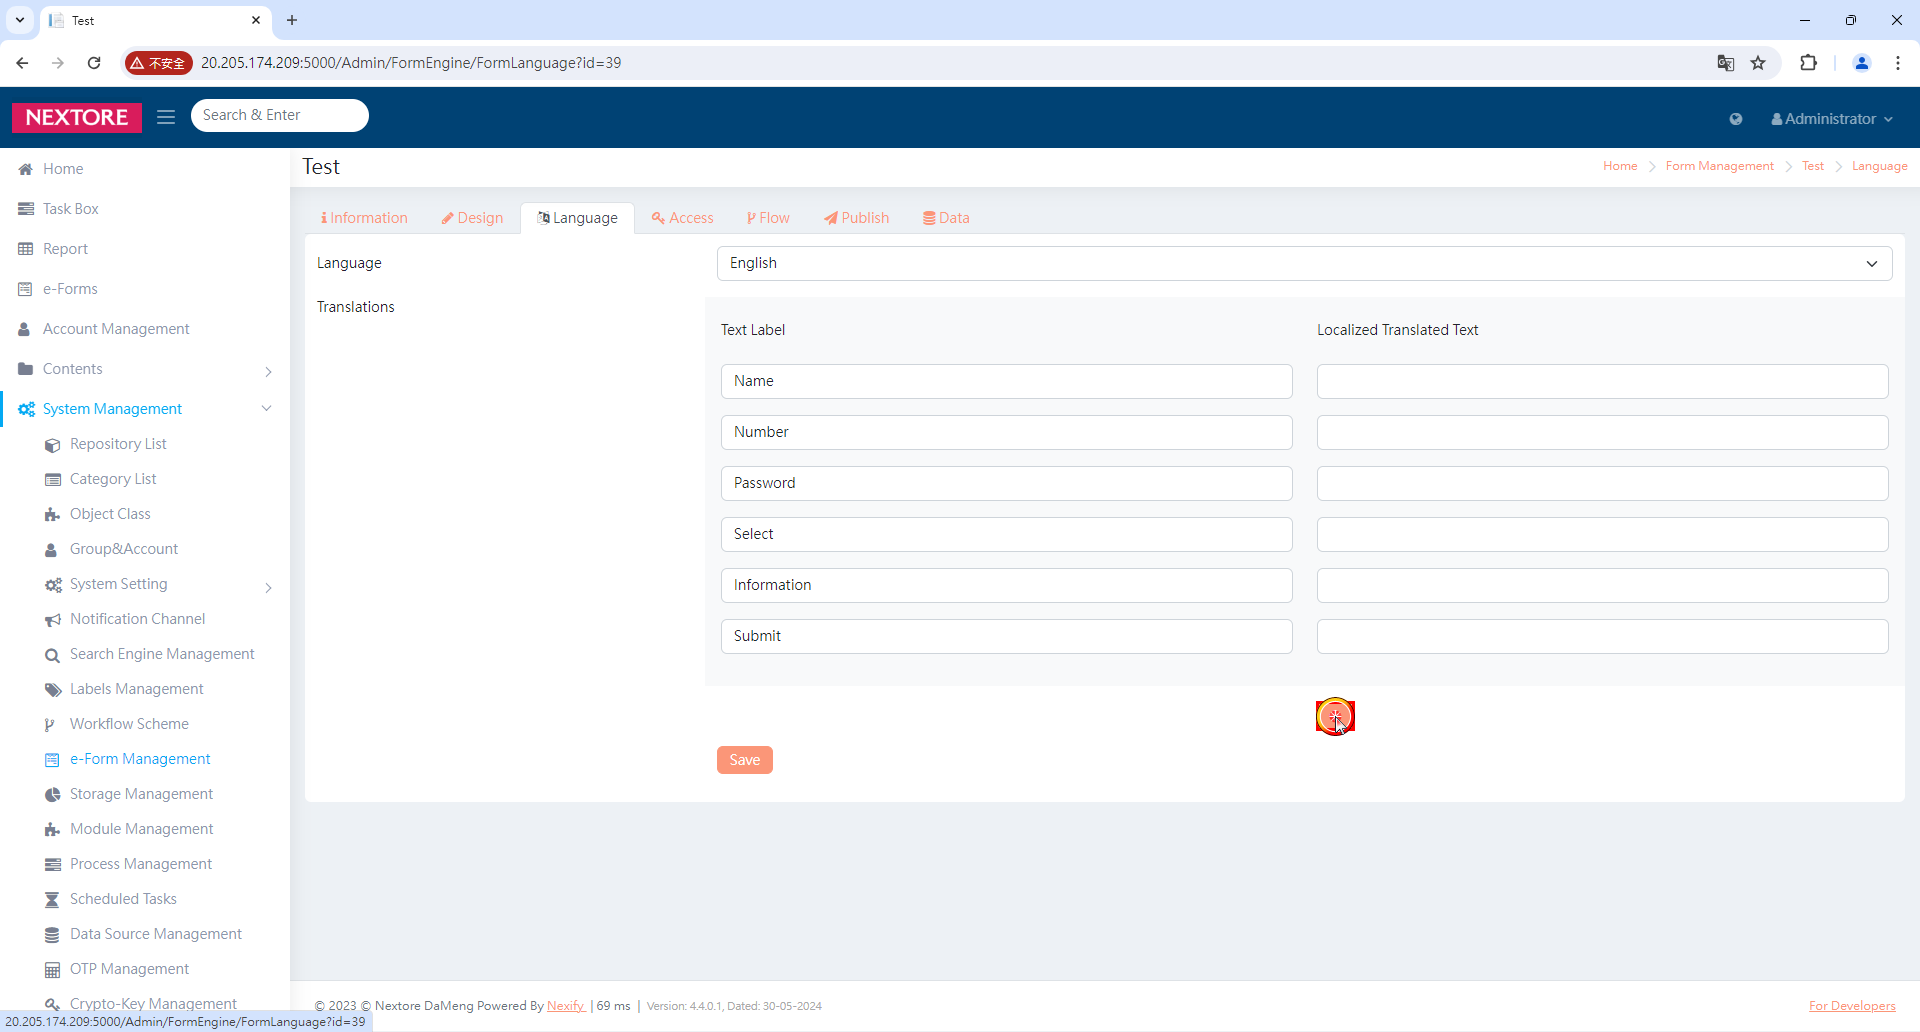 Test
不安全
20.205.174.209:5000/Admin/FormEngine/FormLanguage?id=39
NEXTORE
Search & Enter
Administrator
Home
Task Box
Report
e-Forms
Account Management
Contents
System Management
Repository List
Category List
Object Class
Group&Account
System Setting
Notification Channel
Search Engine Management
Labels Management
Workflow Scheme
e-Form Management
Storage Management
Module Management
Process Management
Scheduled Tasks
Data Source Management
OTP Management
Crypto-Key Management
Test
Home > Form Management > Test > Language
Information Design Language Access Flow Publish Data
Language
English
Translations
Text Label Localized Translated Text
Name
Number
Password
Select
Information
Submit
Save
© 2023 © Nextore DaMeng Powered By Nexify | 69 ms | Version: 4.4.0.1, Dated: 30-05-2024
For Developers
20.205.174.209:5000/Admin/FormEngine/FormLanguage?id=39